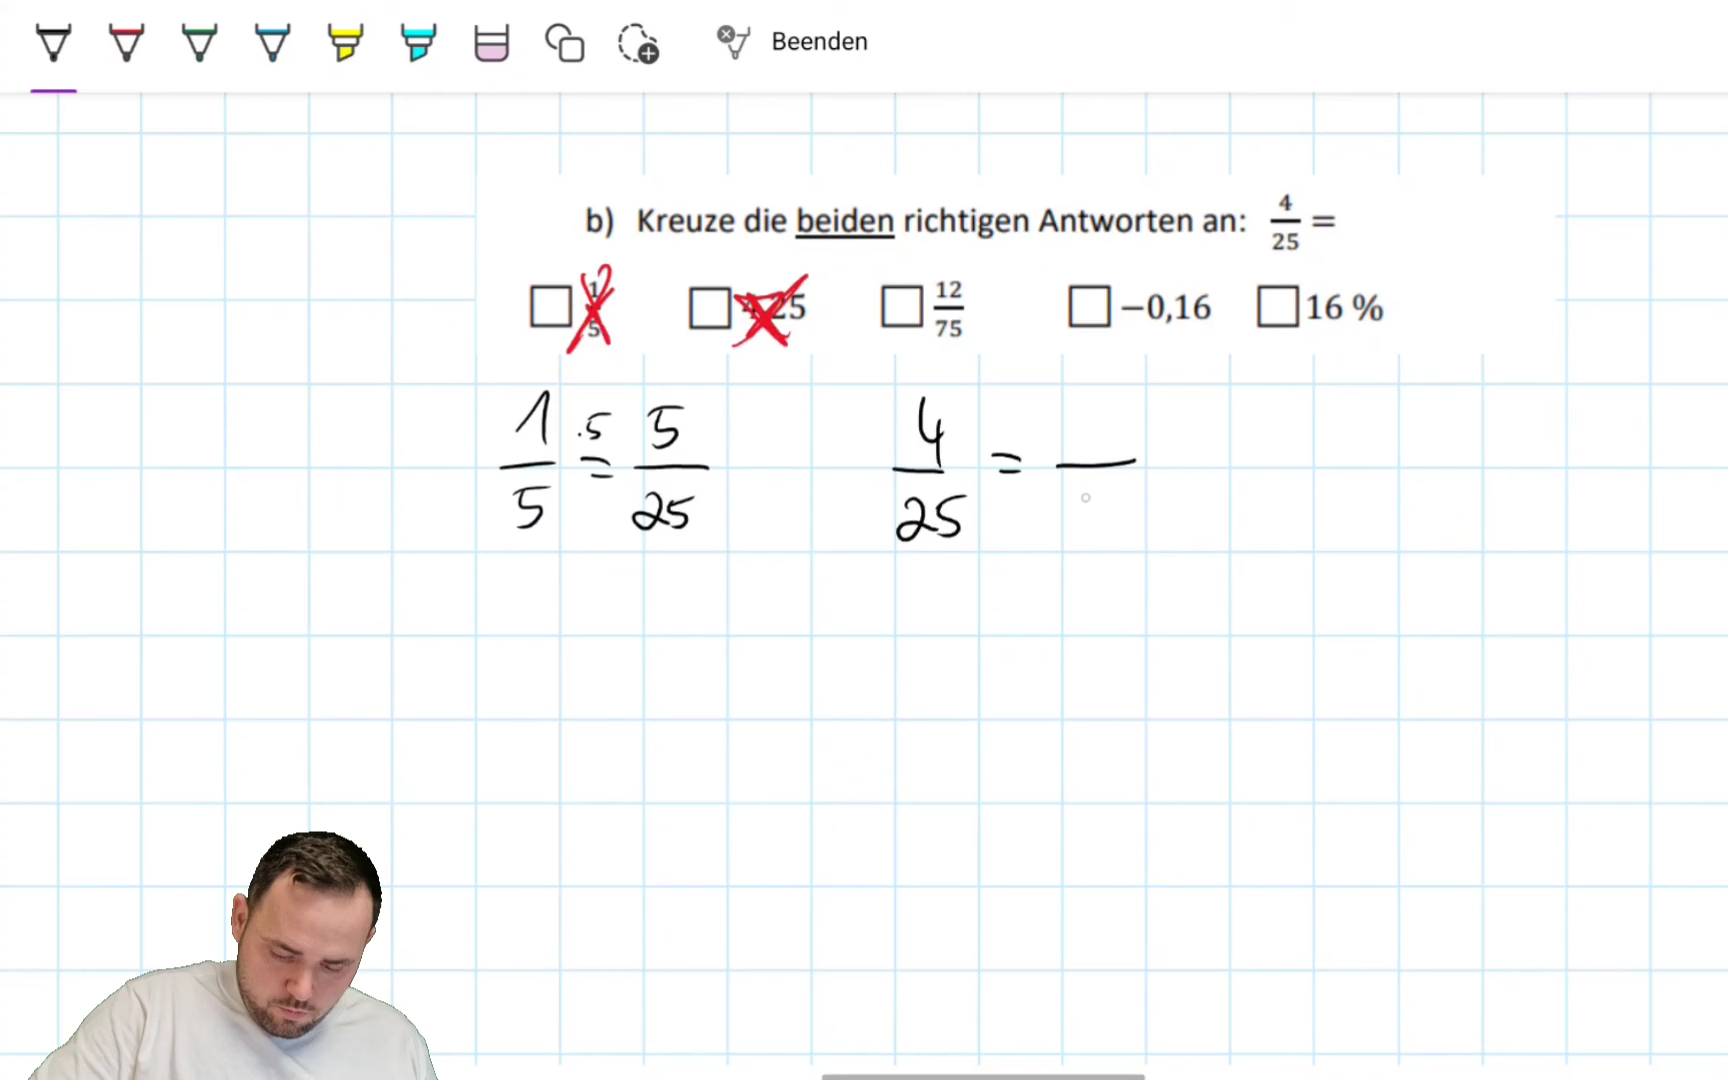 Beenden
b) Kreuze die beiden richtigen Antworten an: 4/25 =
1/5 25 12/75 −0,16 16 %
1/5 ·5 = 5/25 4/25 =